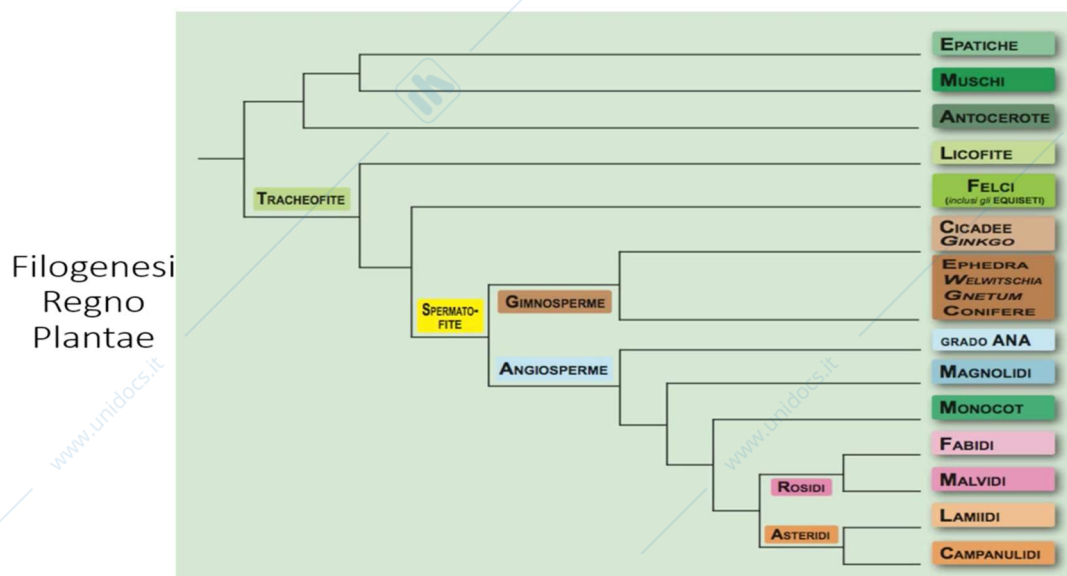 Filogenesi
Regno
Plantae
EPATICHE
MUSCHI
ANTOCEROTE
LICOFITE
TRACHEOFITE
FELCI
(inclusi gli EQUISETI)
CICADEE
GINKGO
EPHEDRA
WELWITSCHIA
GNETUM
CONIFERE
SPERMATO-
FITE
GIMNOSPERME
GRADO ANA
ANGIOSPERME
MAGNOLIDI
MONOCOT
FABIDI
ROSIDI
MALVIDI
LAMIIDI
ASTERIDI
CAMPANULIDI
www.unidocs.it
www.unidocs.it